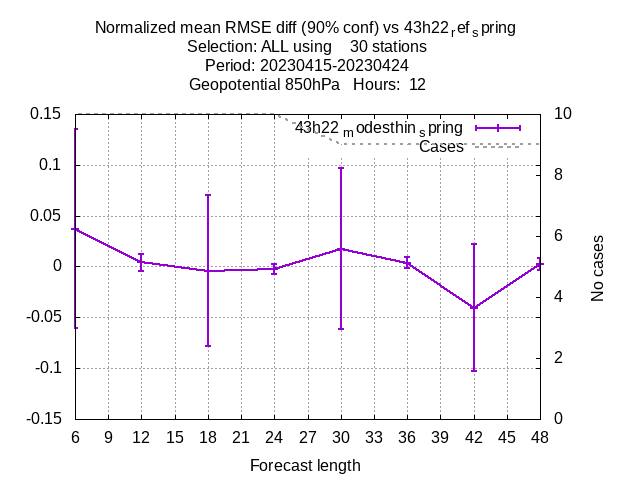 Normalized mean RMSE diff (90% conf) vs 43h22refspring
Selection: ALL using 30 stations
Period: 20230415-20230424
Geopotential 850hPa Hours: 12
43h22modesthinspring
Cases
0.15
0.1
0.05
0
-0.05
-0.1
-0.15
10
8
6
4
2
0
No cases
6 9 12 15 18 21 24 27 30 33 36 39 42 45 48
Forecast length